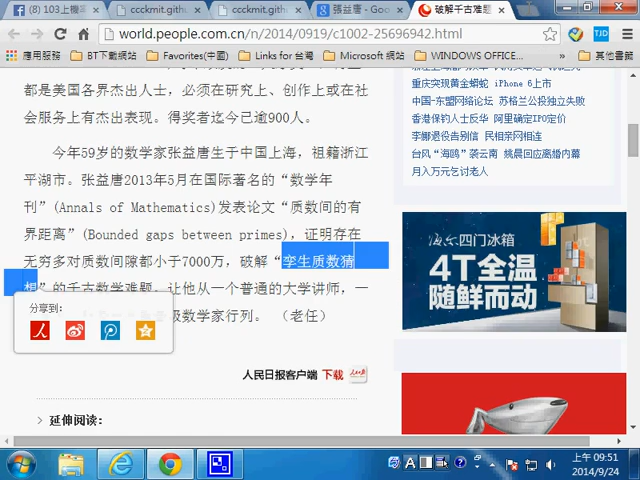 (8) 103上機率
ccckmit.gith
ccckmit.gith
張益唐 - Goo
破解千古难题
world.people.com.cn/n/2014/0919/c1002-25696942.html
應用服務
BT下載網站
Favorites(中國)
Links for 台灣
Microsoft 網站
WINDOWS OFFICE...
其他書籤
都是美国各界杰出人士，必须在研究上、创作上或在社
会服务上有杰出表现。得奖者迄今已逾900人。
今年59岁的数学家张益唐生于中国上海，祖籍浙江
平湖市。张益唐2013年5月在国际著名的“数学年
刊”(Annals of Mathematics)发表论文“质数间的有
界距离”(Bounded gaps between primes)，证明存在
无穷多对质数间隙都小于7000万，破解“孪生质数猜
想”的千古数学难题。让他从一个普通的大学讲师，一
级数学家行列。 （老任）
分享到:
人民日报客户端 下载
延伸阅读:
重庆突现黄金蟒蛇 iPhone 6上市
中国-东盟网络论坛 苏格兰公投独立失败
香港保钓人士反华 阿里确定IPO定价
李娜退役告别信 民相亲网相连
台风“海鸥”袭云南 姚晨回应离婚内幕
月入万元乞讨老人
四门冰箱
4T全温
随鲜而动
上午 09:51
2014/9/24